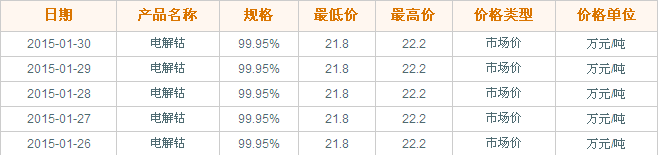 日期 产品名称 规格 最低价 最高价 价格类型 价格单位
2015-01-30 电解钴 99.95% 21.8 22.2 市场价 万元/吨
2015-01-29 电解钴 99.95% 21.8 22.2 市场价 万元/吨
2015-01-28 电解钴 99.95% 21.8 22.2 市场价 万元/吨
2015-01-27 电解钴 99.95% 21.8 22.2 市场价 万元/吨
2015-01-26 电解钴 99.95% 21.8 22.2 市场价 万元/吨